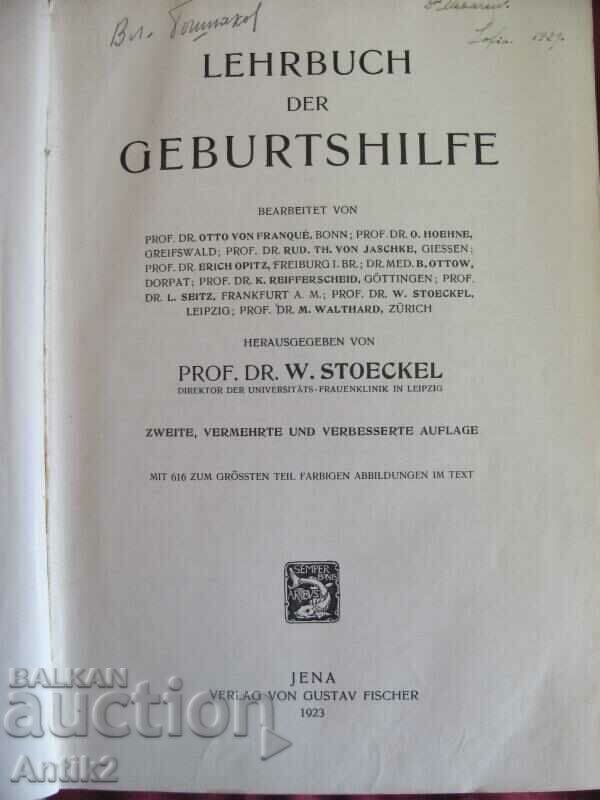 Вл.
Sofia. 1929.
LEHRBUCH
DER
GEBURTSHILFE
BEARBEITET VON
PROF. DR. OTTO VON FRANQUÉ, BONN; PROF. DR. O. HOEHNE,
GREIFSWALD; PROF. DR. RUD. TH. VON JASCHKE, GIESSEN;
PROF. DR. ERICH OPITZ, FREIBURG I. BR.; DR. MED. B. OTTOW,
DORPAT; PROF. DR. K. REIFFERSCHEID, GÖTTINGEN; PROF.
DR. L. SEITZ, FRANKFURT A. M.; PROF. DR. W. STOECKEL,
LEIPZIG; PROF. DR. M. WALTHARD, ZÜRICH
HERAUSGEGEBEN VON
PROF. DR. W. STOECKEL
DIREKTOR DER UNIVERSITÄTS-FRAUENKLINIK IN LEIPZIG
ZWEITE, VERMEHRTE UND VERBESSERTE AUFLAGE
MIT 616 ZUM GRÖSSTEN TEIL FARBIGEN ABBILDUNGEN IM TEXT
SEMPER
BONIS
ARTIBUS
JENA
VERLAG VON GUSTAV FISCHER
1923
BALKAN
auction
Antik2